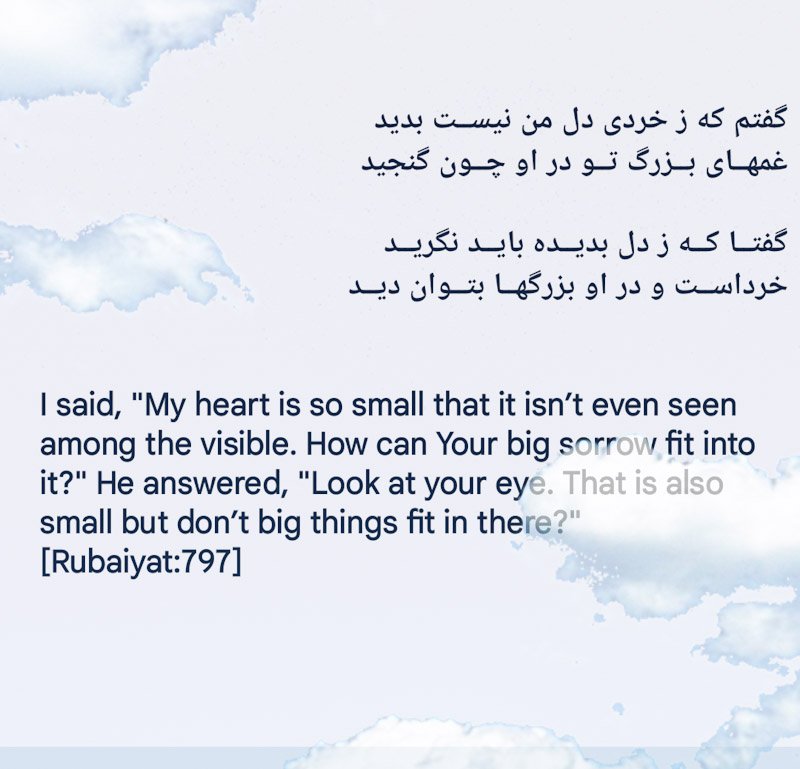 گفتم که ز خردی دل من نیست بدید
غمهای بزرگ تو در او چون گنجید
گفتا که ز دل بدیده باید نگرید
خرداست و در او بزرگها بتوان دید
I said, "My heart is so small that it isn’t even seen
among the visible. How can Your big sorrow fit into
it?" He answered, "Look at your eye. That is also
small but don’t big things fit in there?"
[Rubaiyat:797]